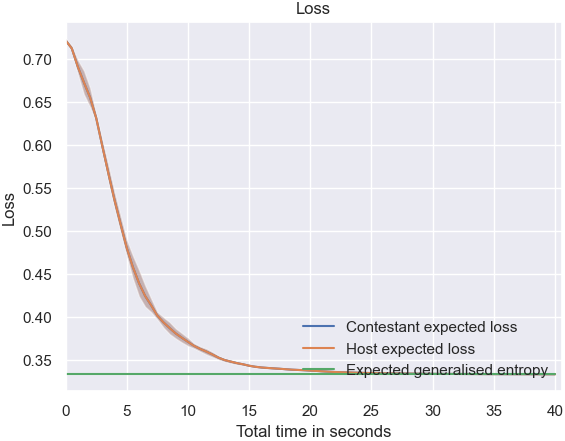 Loss
0.70
0.65
0.60
0.55
0.50
0.45
0.40
0.35
Loss
Contestant expected loss
Host expected loss
Expected generalised entropy
0 5 10 15 20 25 30 35 40
Total time in seconds